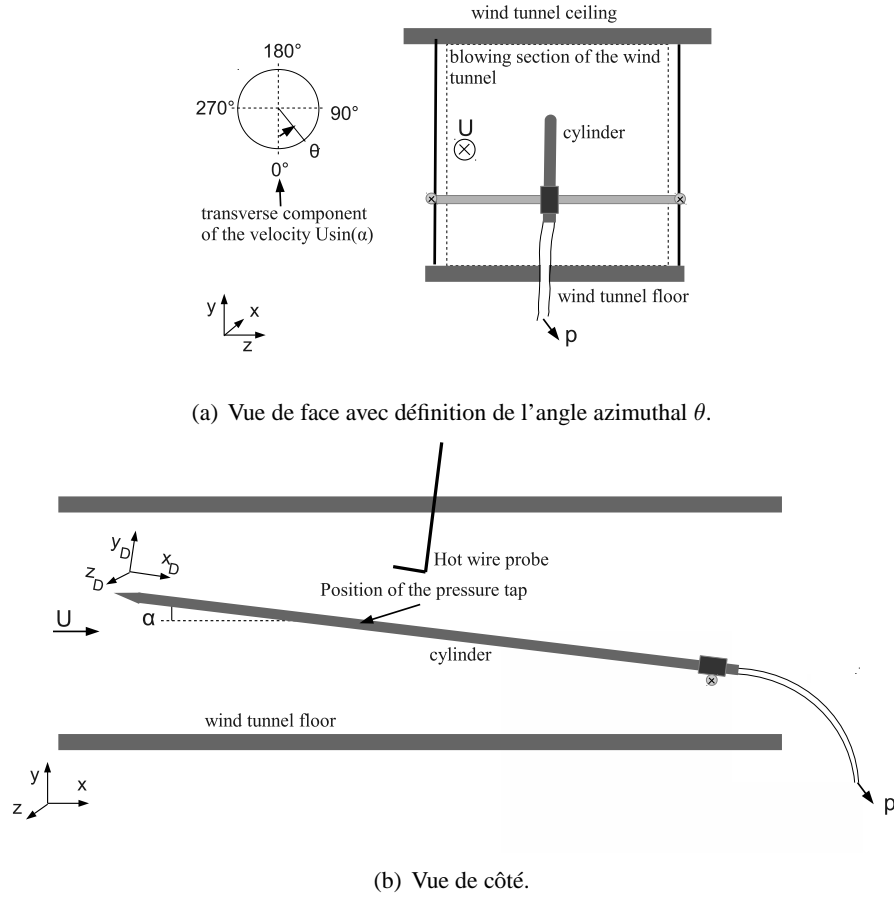 wind tunnel ceiling
180°
blowing section of the wind
tunnel
270°
90°
U
cylinder
θ
0°
transverse component
of the velocity Usin(α)
wind tunnel floor
y
x
z
p
(a) Vue de face avec définition de l'angle azimuthal θ.
y_D
x_D
z_D
Hot wire probe
Position of the pressure tap
U
α
cylinder
wind tunnel floor
y
x
z
p
(b) Vue de côté.